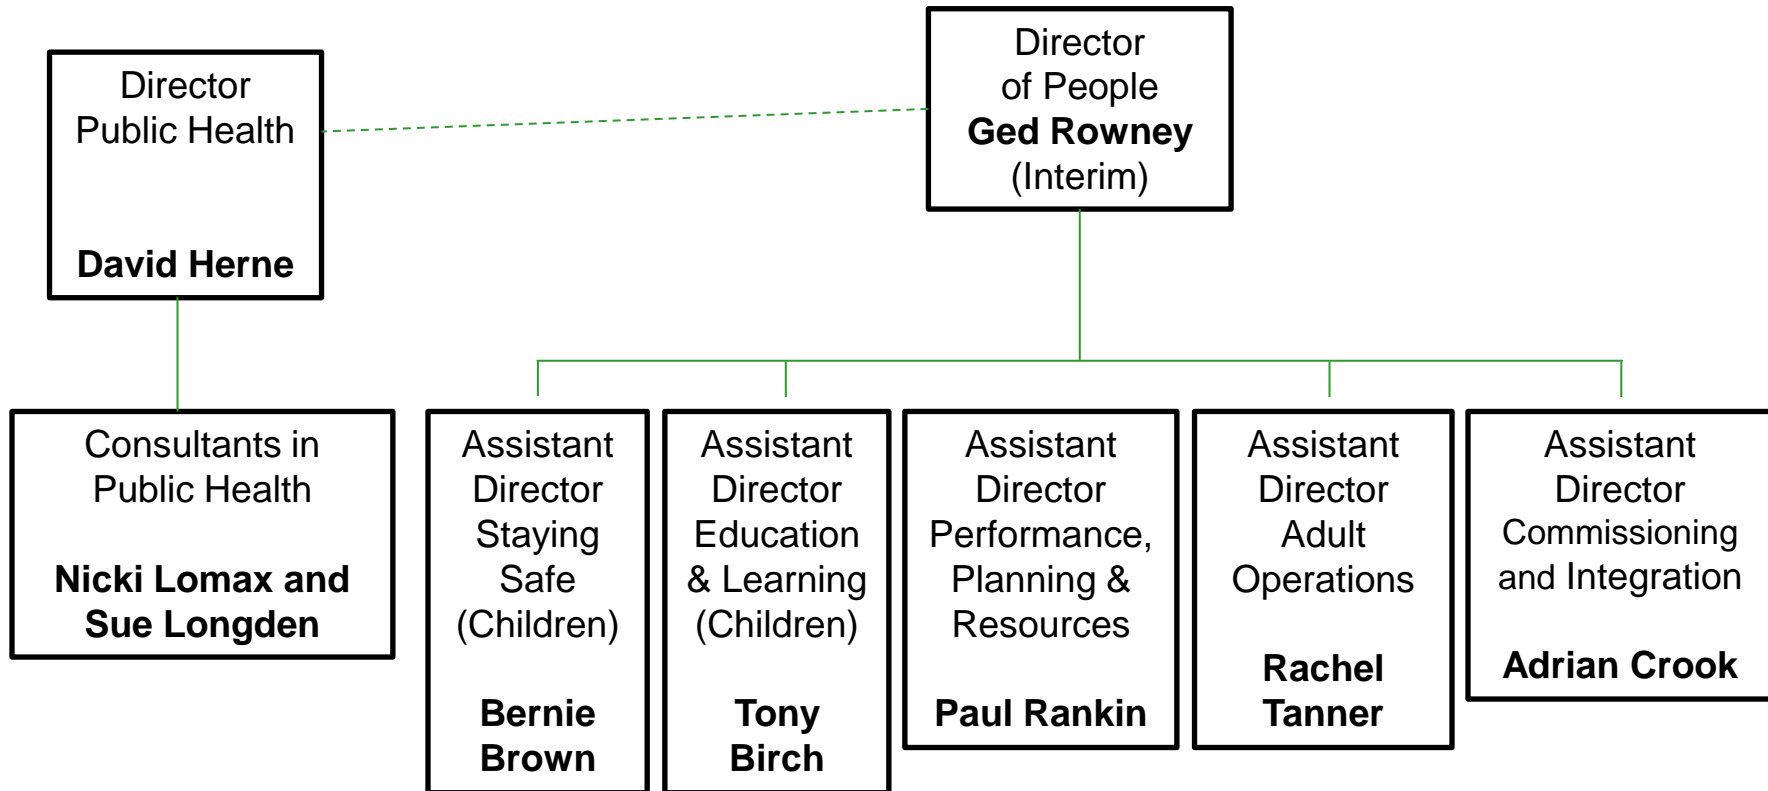 Director
Public Health
David Herne
Director
of People
Ged Rowney
(Interim)
Consultants in
Public Health
Nicki Lomax and
Sue Longden
Assistant
Director
Staying
Safe
(Children)
Bernie
Brown
Assistant
Director
Education
& Learning
(Children)
Tony
Birch
Assistant
Director
Performance,
Planning &
Resources
Paul Rankin
Assistant
Director
Adult
Operations
Rachel
Tanner
Assistant
Director
Commissioning
and Integration
Adrian Crook